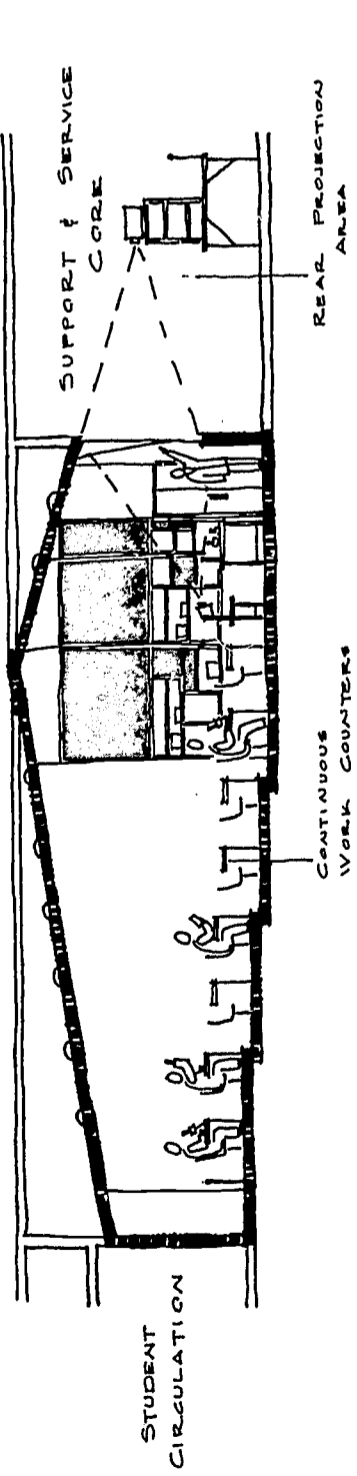 SUPPORT & SERVICE
CORE
REAR PROJECTION
AREA
CONTINUOUS
WORK COUNTERS
STUDENT
CIRCULATION